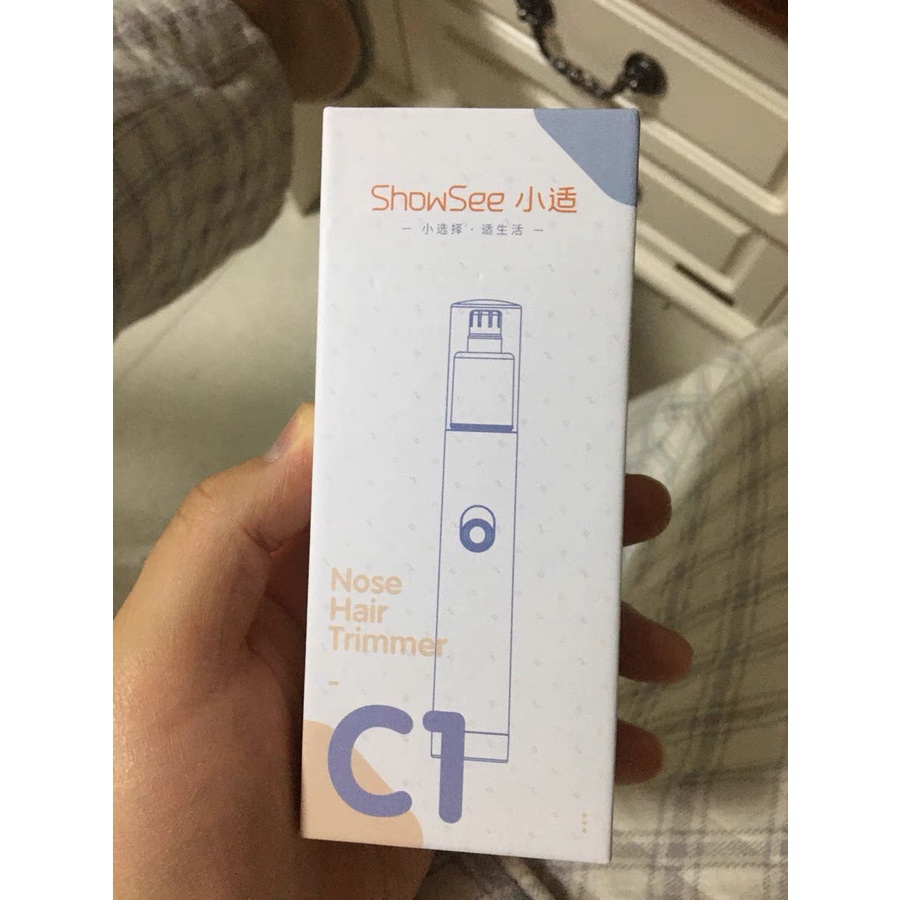 ShowSee 小适
— 小选择·适生活 —
Nose
Hair
Trimmer
-
C1